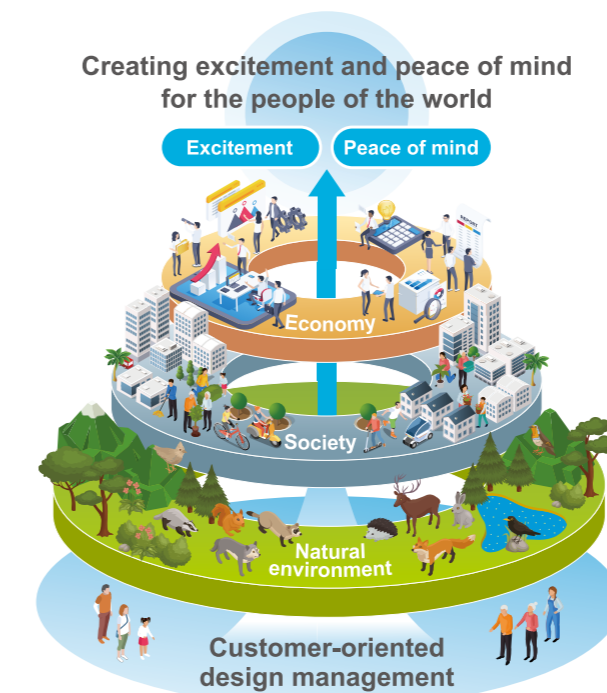 Creating excitement and peace of mind
for the people of the world
Excitement
Peace of mind
REPORT
Economy
Society
Natural
environment
Customer-oriented
design management